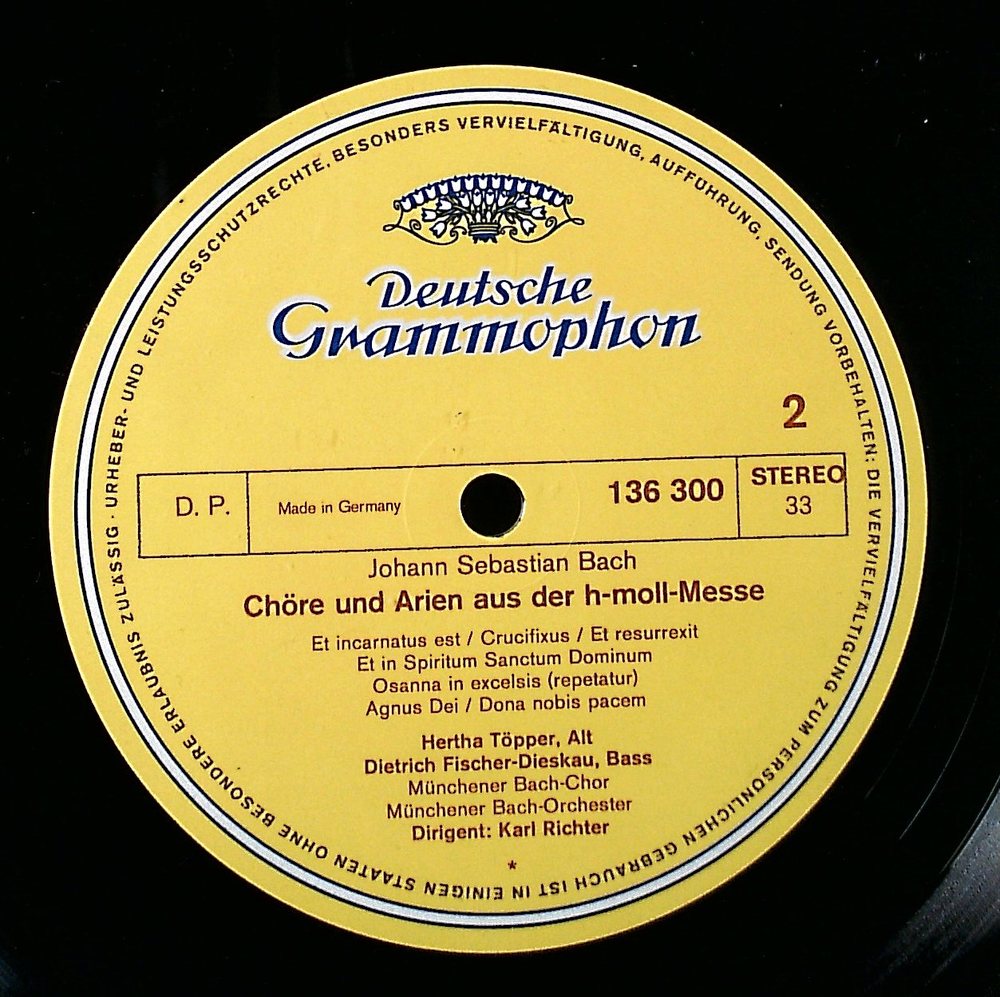 URHEBER- UND LEISTUNGSSCHUTZRECHTE, BESONDERS VERVIELFÄLTIGUNG, AUFFÜHRUNG, SENDUNG VORBEHALTEN; DIE VERVIELFÄLTIGUNG ZUM PERSÖNLICHEN GEBRAUCH IST IN EINIGEN STAATEN OHNE BESONDERE ERLAUBNIS ZULÄSSIG ·
Deutsche
Grammophon
2
D. P.
Made in Germany
136 300
STEREO
33
Johann Sebastian Bach
Chöre und Arien aus der h-moll-Messe
Et incarnatus est / Crucifixus / Et resurrexit
Et in Spiritum Sanctum Dominum
Osanna in excelsis (repetatur)
Agnus Dei / Dona nobis pacem
Hertha Töpper, Alt
Dietrich Fischer-Dieskau, Bass
Münchener Bach-Chor
Münchener Bach-Orchester
Dirigent: Karl Richter
*